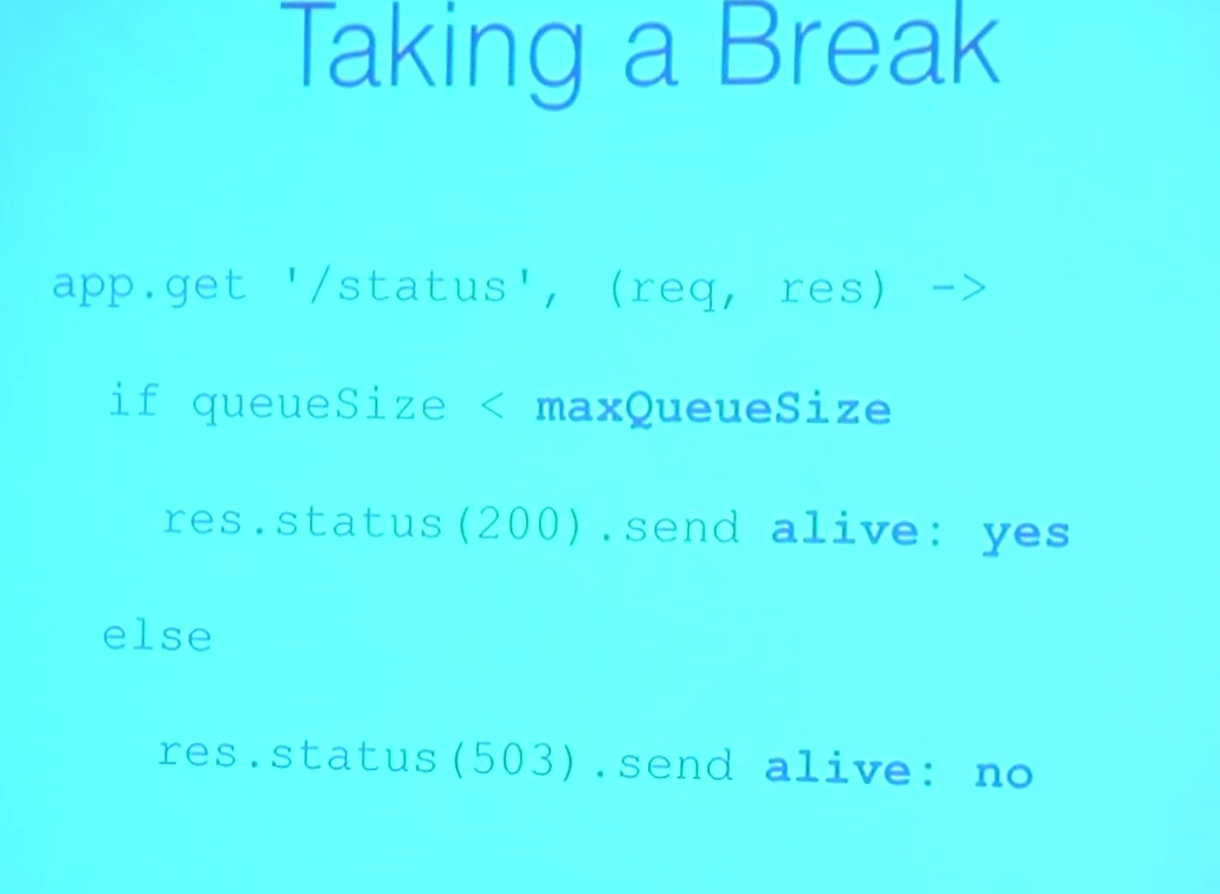 Taking a Break
app.get '/status', (req, res) ->
if queueSize < maxQueueSize
res.status(200).send alive: yes
else
res.status(503).send alive: no